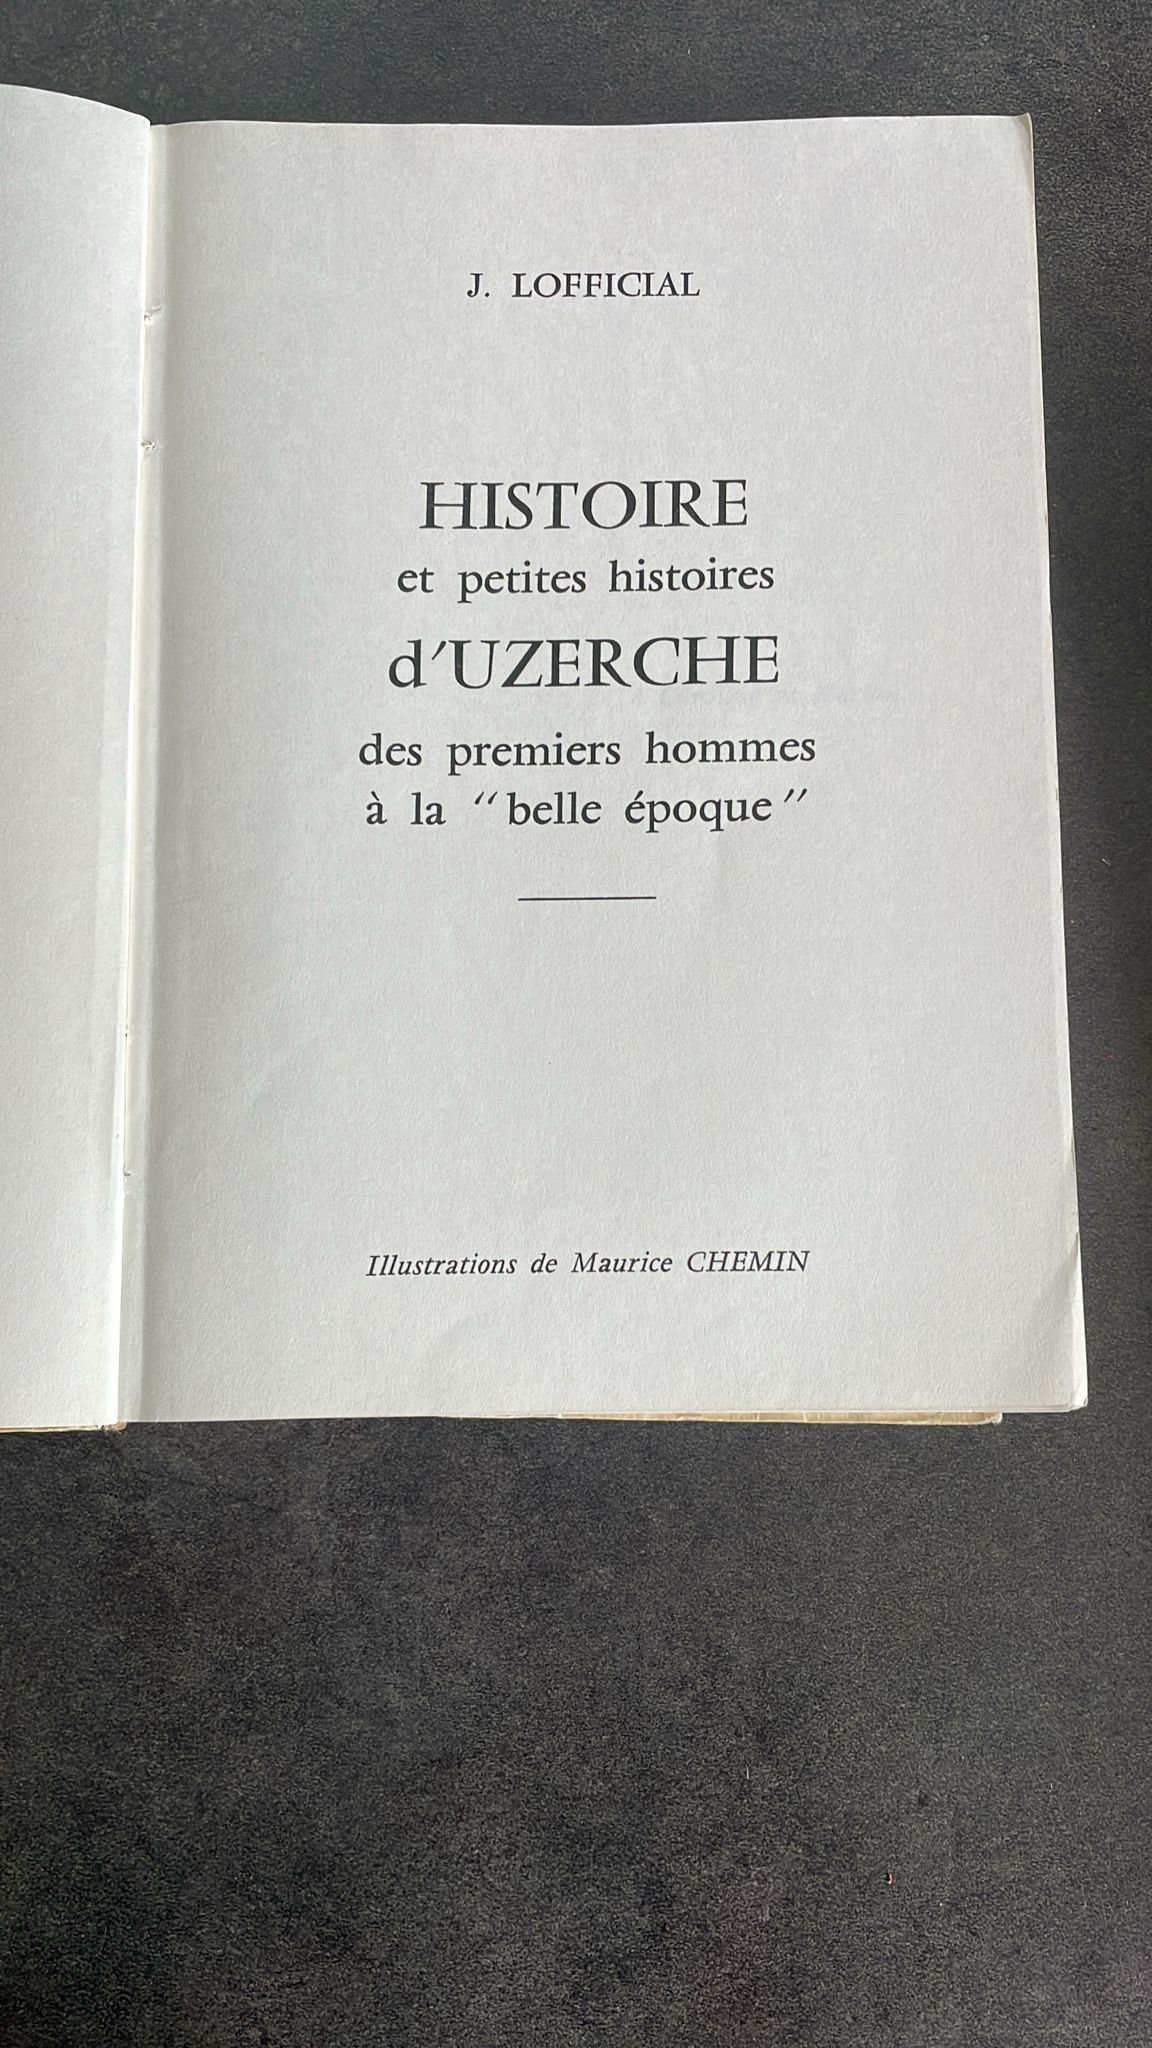 J. LOFFICIAL
HISTOIRE
et petites histoires
d'UZERCHE
des premiers hommes
à la "belle époque"
Illustrations de Maurice CHEMIN